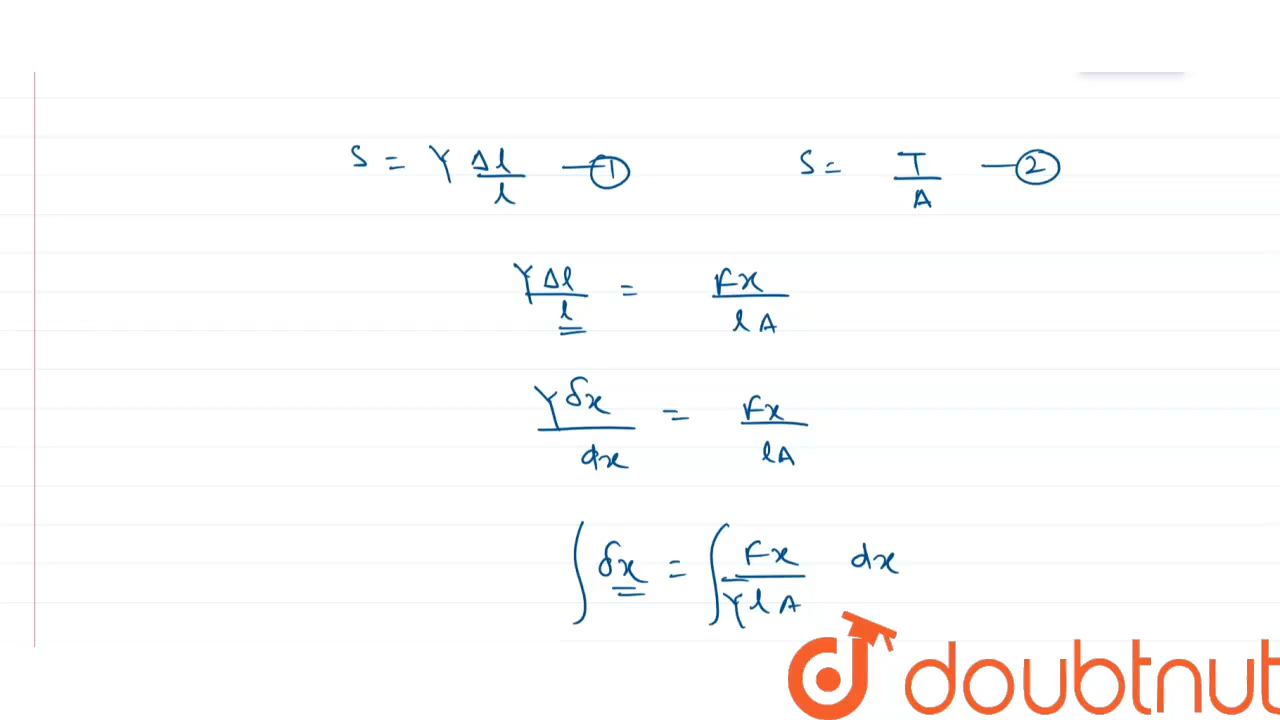 S = Y Δl/l —① S = T/A —②
YΔl/l = Fx/lA
Yδx/dx = Fx/lA
∫δx = ∫Fx/YlA dx
doubtnut